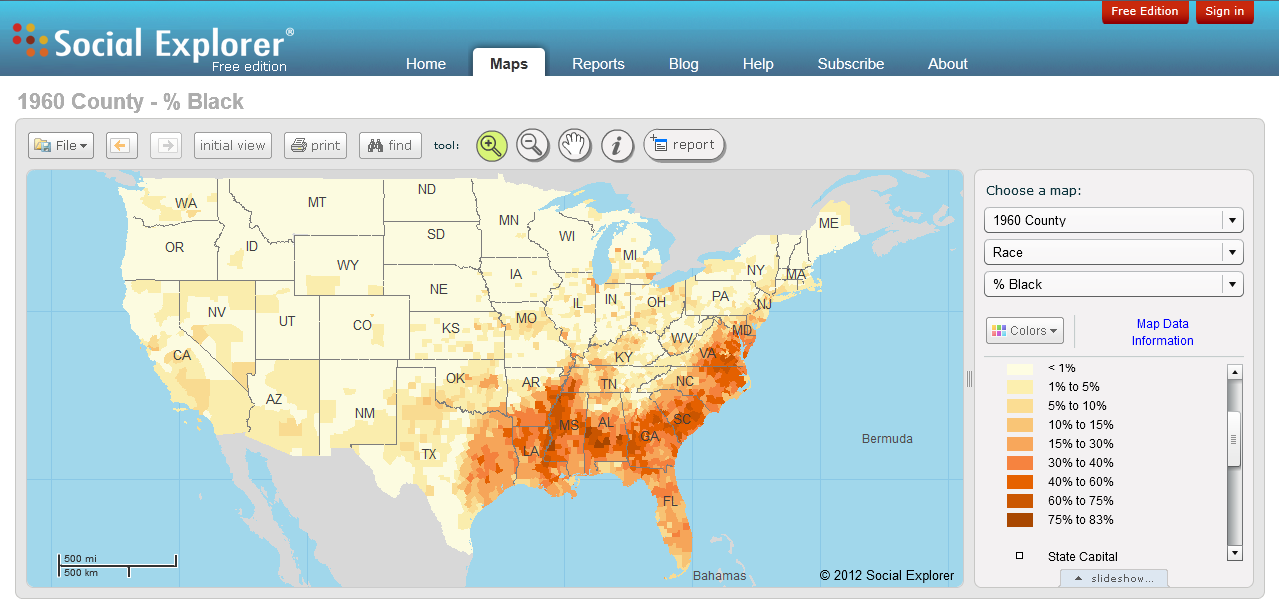 Free Edition
Sign in
Social Explorer®
Free edition
Home
Maps
Reports
Blog
Help
Subscribe
About
1960 County - % Black
File
initial view
print
find
tool:
i
report
WA
MT
ND
MN
ME
OR
ID
SD
WI
MI
WY
NY
MA
IA
NE
PA
NV
UT
CO
IL
IN
OH
NJ
KS
MO
WV
MD
CA
KY
VA
AZ
NM
OK
AR
TN
NC
TX
LA
MS
AL
GA
SC
FL
Bermuda
Bahamas
500 mi
500 km
© 2012 Social Explorer
Choose a map:
1960 County
Race
% Black
Colors
Map Data
Information
< 1%
1% to 5%
5% to 10%
10% to 15%
15% to 30%
30% to 40%
40% to 60%
60% to 75%
75% to 83%
State Capital
slideshow...